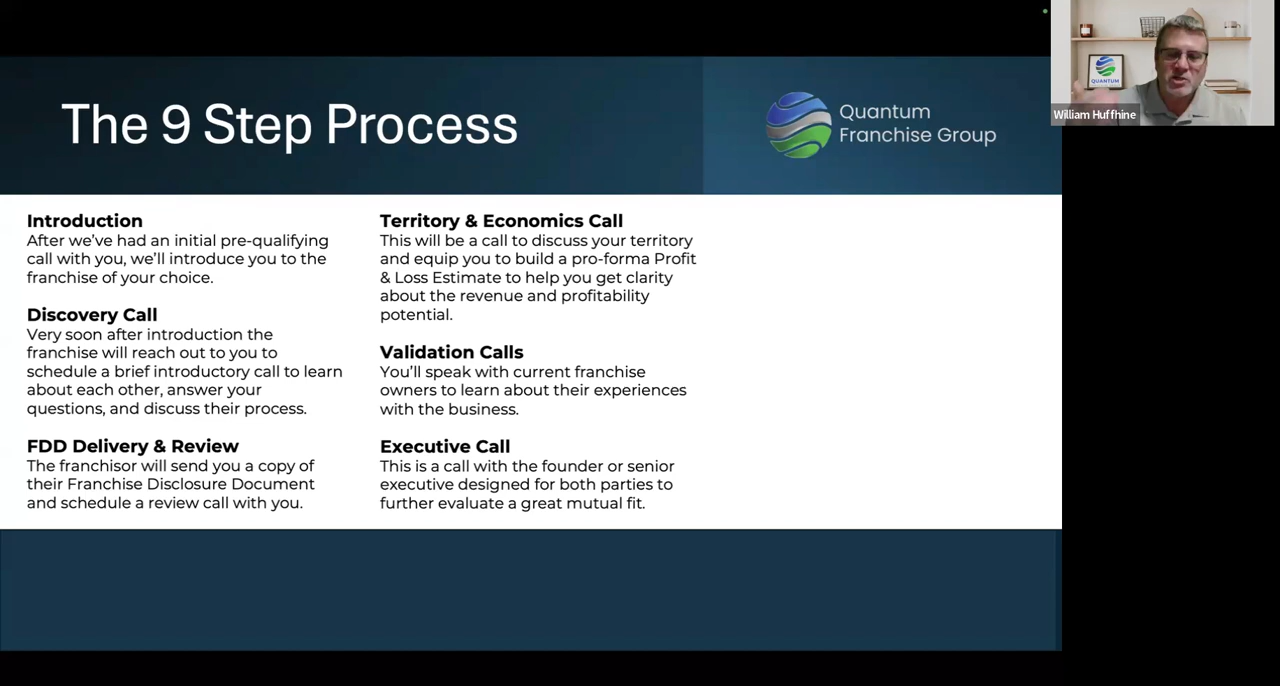 The 9 Step Process
Quantum
Franchise Group
QUANTUM
William Huffhine
Introduction
After we've had an initial pre-qualifying
call with you, we'll introduce you to the
franchise of your choice.
Discovery Call
Very soon after introduction the
franchise will reach out to you to
schedule a brief introductory call to learn
about each other, answer your
questions, and discuss their process.
FDD Delivery & Review
The franchisor will send you a copy of
their Franchise Disclosure Document
and schedule a review call with you.
Territory & Economics Call
This will be a call to discuss your territory
and equip you to build a pro-forma Profit
& Loss Estimate to help you get clarity
about the revenue and profitability
potential.
Validation Calls
You'll speak with current franchise
owners to learn about their experiences
with the business.
Executive Call
This is a call with the founder or senior
executive designed for both parties to
further evaluate a great mutual fit.